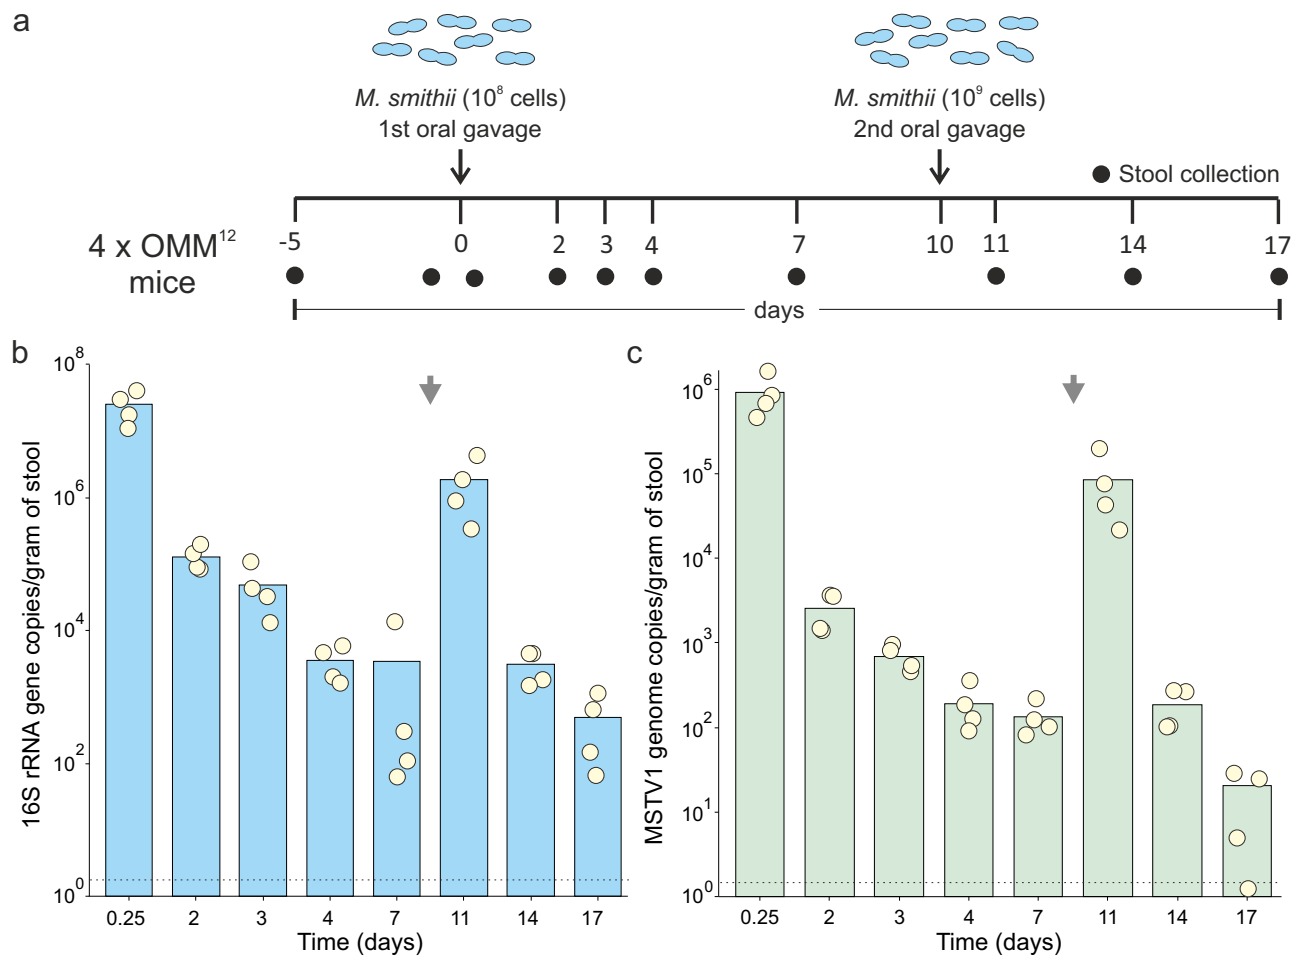 a
M. smithii (10⁸ cells)
1st oral gavage
M. smithii (10⁹ cells)
2nd oral gavage
Stool collection
4 x OMM¹²
mice
-5 0 2 3 4 7 10 11 14 17
days
b
16S rRNA gene copies/gram of stool
10⁸
10⁶
10⁴
10²
10⁰
0.25 2 3 4 7 11 14 17
Time (days)
c
MSTV1 genome copies/gram of stool
10⁶
10⁵
10⁴
10³
10²
10¹
10⁰
0.25 2 3 4 7 11 14 17
Time (days)